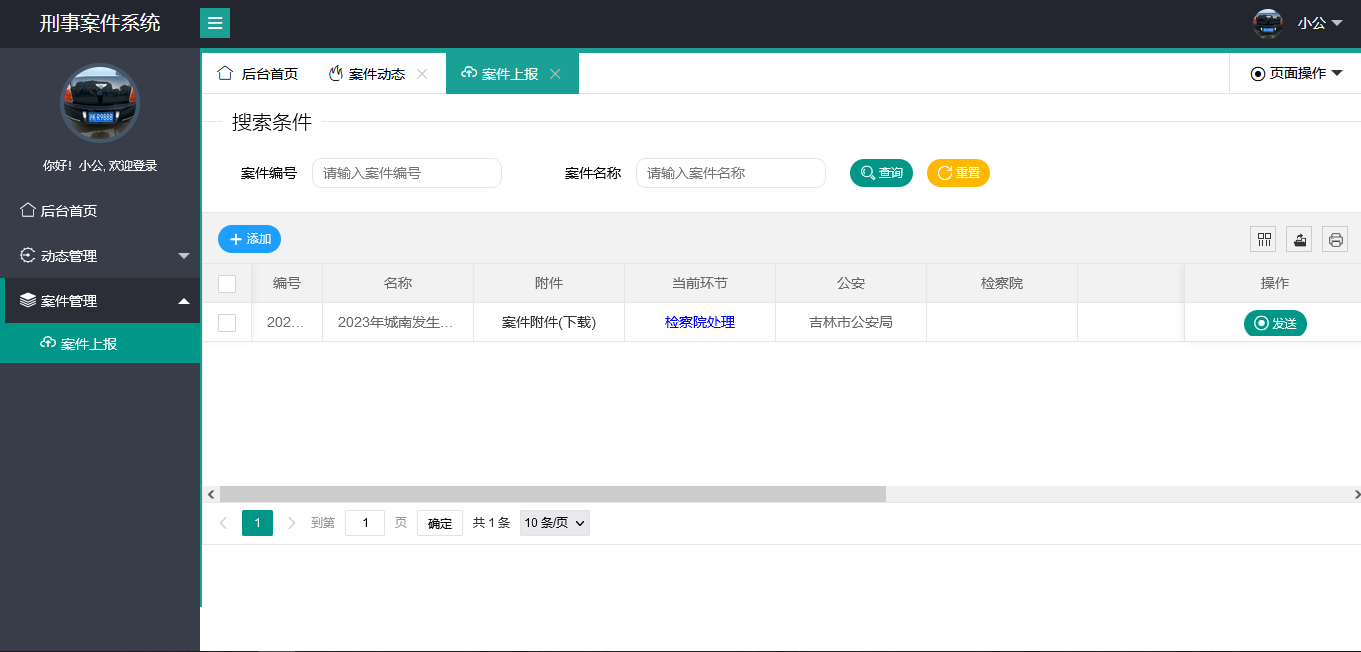 刑事案件系统
小公
后台首页
案件动态
案件上报
页面操作
你好！小公, 欢迎登录
后台首页
动态管理
案件管理
案件上报
搜索条件
案件编号 请输入案件编号 案件名称 请输入案件名称 查询 重置
添加
编号 名称 附件 当前环节 公安 检察院 操作
202... 2023年城南发生... 案件附件(下载) 检察院处理 吉林市公安局 发送
1 到第 1 页 确定 共 1 条 10 条/页